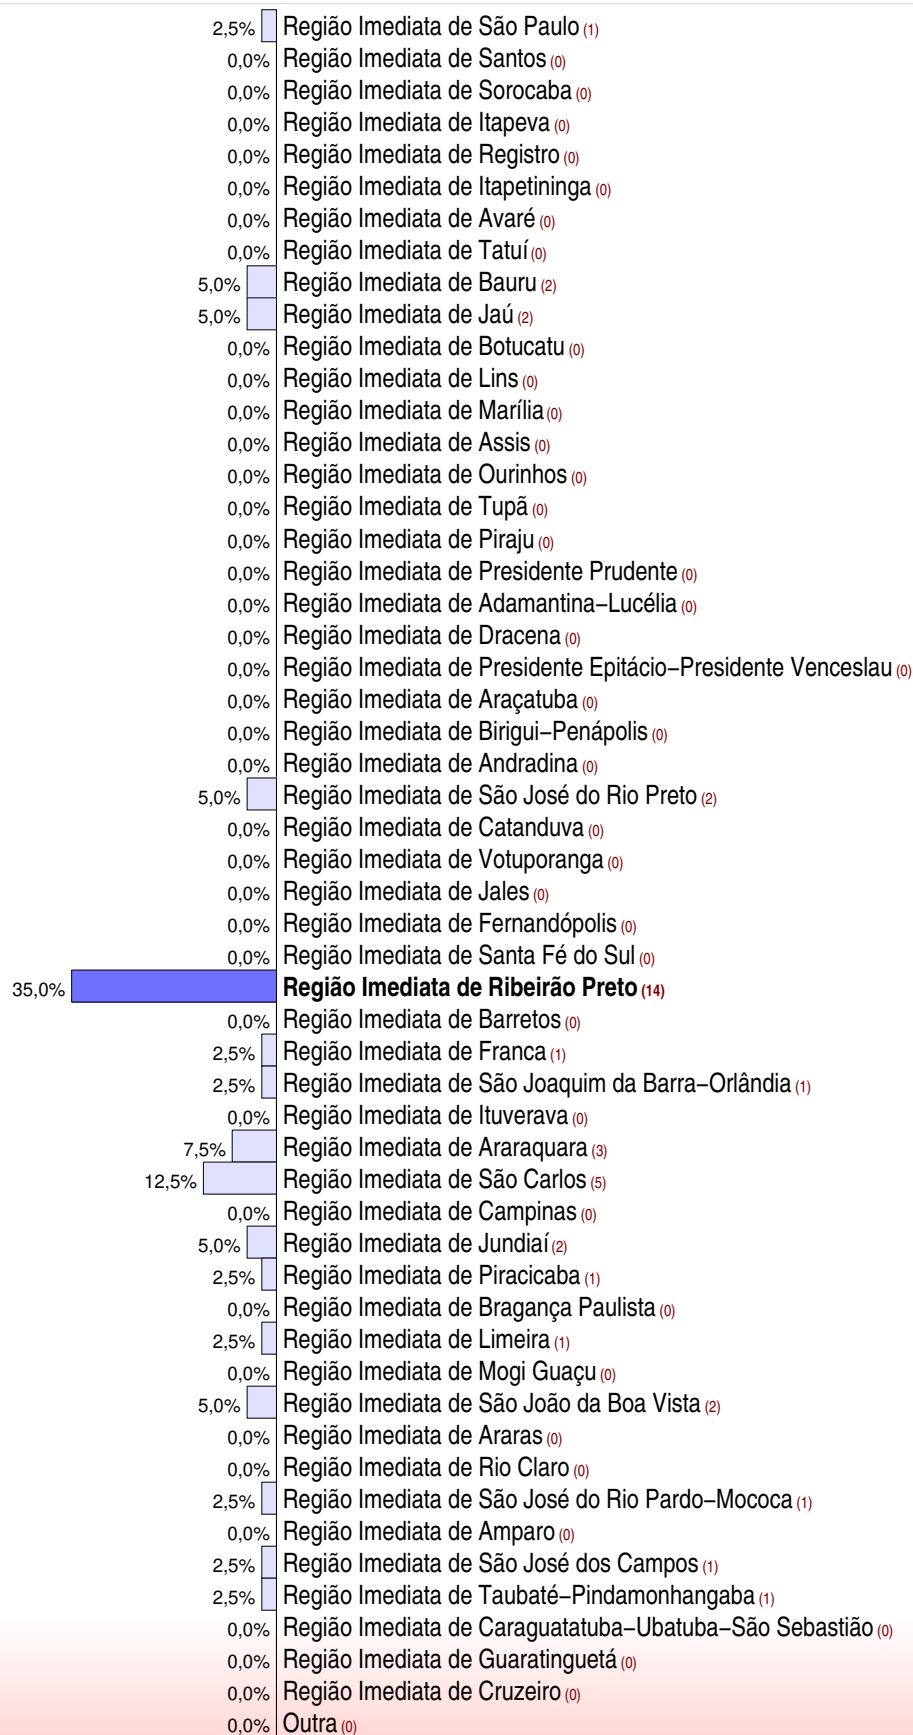 2,5% Região Imediata de São Paulo (1)
0,0% Região Imediata de Santos (0)
0,0% Região Imediata de Sorocaba (0)
0,0% Região Imediata de Itapeva (0)
0,0% Região Imediata de Registro (0)
0,0% Região Imediata de Itapetininga (0)
0,0% Região Imediata de Avaré (0)
0,0% Região Imediata de Tatuí (0)
5,0% Região Imediata de Bauru (2)
5,0% Região Imediata de Jaú (2)
0,0% Região Imediata de Botucatu (0)
0,0% Região Imediata de Lins (0)
0,0% Região Imediata de Marília (0)
0,0% Região Imediata de Assis (0)
0,0% Região Imediata de Ourinhos (0)
0,0% Região Imediata de Tupã (0)
0,0% Região Imediata de Piraju (0)
0,0% Região Imediata de Presidente Prudente (0)
0,0% Região Imediata de Adamantina–Lucélia (0)
0,0% Região Imediata de Dracena (0)
0,0% Região Imediata de Presidente Epitácio–Presidente Venceslau (0)
0,0% Região Imediata de Araçatuba (0)
0,0% Região Imediata de Birigui–Penápolis (0)
0,0% Região Imediata de Andradina (0)
5,0% Região Imediata de São José do Rio Preto (2)
0,0% Região Imediata de Catanduva (0)
0,0% Região Imediata de Votuporanga (0)
0,0% Região Imediata de Jales (0)
0,0% Região Imediata de Fernandópolis (0)
0,0% Região Imediata de Santa Fé do Sul (0)
35,0% Região Imediata de Ribeirão Preto (14)
0,0% Região Imediata de Barretos (0)
2,5% Região Imediata de Franca (1)
2,5% Região Imediata de São Joaquim da Barra–Orlândia (1)
0,0% Região Imediata de Ituverava (0)
7,5% Região Imediata de Araraquara (3)
12,5% Região Imediata de São Carlos (5)
0,0% Região Imediata de Campinas (0)
5,0% Região Imediata de Jundiaí (2)
2,5% Região Imediata de Piracicaba (1)
0,0% Região Imediata de Bragança Paulista (0)
2,5% Região Imediata de Limeira (1)
0,0% Região Imediata de Mogi Guaçu (0)
5,0% Região Imediata de São João da Boa Vista (2)
0,0% Região Imediata de Araras (0)
0,0% Região Imediata de Rio Claro (0)
2,5% Região Imediata de São José do Rio Pardo–Mococa (1)
0,0% Região Imediata de Amparo (0)
2,5% Região Imediata de São José dos Campos (1)
2,5% Região Imediata de Taubaté–Pindamonhangaba (1)
0,0% Região Imediata de Caraguatatuba–Ubatuba–São Sebastião (0)
0,0% Região Imediata de Guaratinguetá (0)
0,0% Região Imediata de Cruzeiro (0)
0,0% Outra (0)